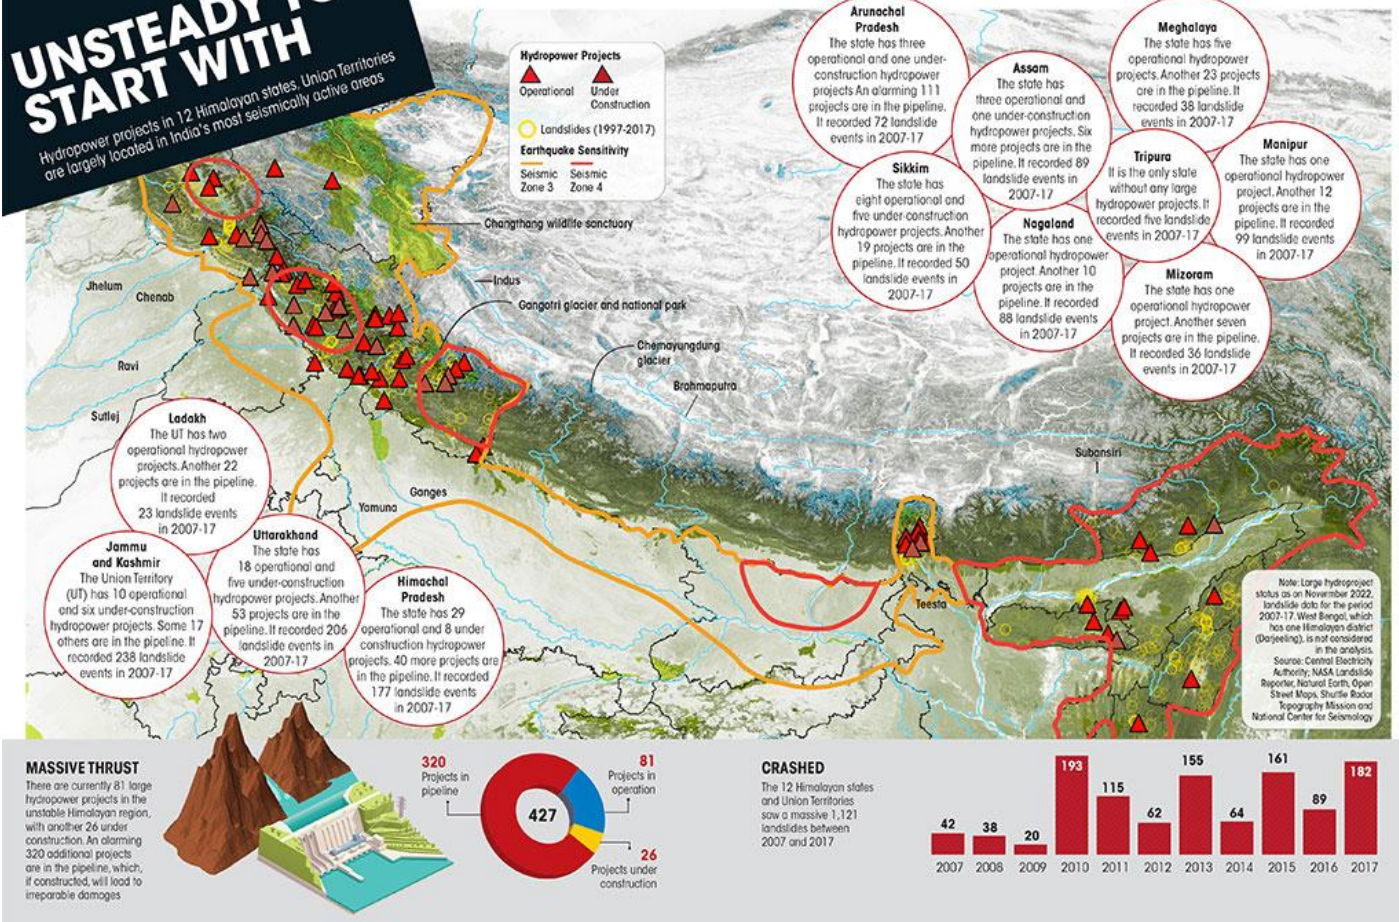 UNSTEADY TO
START WITH
Hydropower projects in 12 Himalayan states, Union Territories
are largely located in India's most seismically active areas
Hydropower Projects
Operational
Under
Construction
Landslides (1997-2017)
Earthquake Sensitivity
Seismic
Zone 3
Seismic
Zone 4
Arunachal
Pradesh
The state has three
operational and one under-
construction hydropower
projects An alarming 111
projects are in the pipeline.
It recorded 72 landslide
events in 2007-17
Assam
The state has
three operational and
one under-construction
hydropower projects. Six
more projects are in the
pipeline. It recorded 89
landslide events in
2007-17
Meghalaya
The state has five
operational hydropower
projects. Another 23 projects
are in the pipeline. It
recorded 38 landslide
events in 2007-17
Sikkim
The state has
eight operational and
five under-construction
hydropower projects. Another
19 projects are in the
pipeline. It recorded 50
landslide events in
2007-17
Tripura
It is the only state
without any large
hydropower projects. It
recorded five landslide
events in 2007-17
Manipur
The state has one
operational hydropower
project. Another 12
projects are in the
pipeline. It recorded
99 landslide events
in 2007-17
Nagaland
The state has one
operational hydropower
project. Another 10
projects are in the
pipeline. It recorded
88 landslide events
in 2007-17
Mizoram
The state has one
operational hydropower
project. Another seven
projects are in the pipeline.
It recorded 36 landslide
events in 2007-17
Changthang wildlife sanctuary
Indus
Gangotri glacier and national park
Chemayungdung
glacier
Brahmaputra
Jhelum
Chenab
Ravi
Sutlej
Ganges
Yamuna
Subansiri
Teesta
Ladakh
The UT has two
operational hydropower
projects. Another 22
projects are in the pipeline.
It recorded
23 landslide events
in 2007-17
Jammu
and Kashmir
The Union Territory
(UT) has 10 operational
and six under-construction
hydropower projects. Some 17
others are in the pipeline. It
recorded 238 landslide
events in 2007-17
Uttarakhand
The state has
18 operational and
five under-construction
hydropower projects. Another
53 projects are in the
pipeline. It recorded 206
landslide events in
2007-17
Himachal
Pradesh
The state has 29
operational and 8 under
construction hydropower
projects. 40 more projects are
in the pipeline. It recorded
177 landslide events
in 2007-17
Note: Large hydroproject
status as on November 2022,
landslide data for the period
2007-17. West Bengal, which
has one Himalayan district
(Darjeeling), is not considered
in the analysis.
Source: Central Electricity
Authority; NASA Landslide
Reporter, Natural Earth, Open
Street Maps, Shuttle Radar
Topography Mission and
National Center for Seismology
MASSIVE THRUST
There are currently 81 large
hydropower projects in the
unstable Himalayan region,
with another 26 under
construction. An alarming
320 additional projects
are in the pipeline, which,
if constructed, will lead to
irreparable damages
320
Projects in
pipeline
427
81
Projects in
operation
26
Projects under
construction
CRASHED
The 12 Himalayan states
and Union Territories
saw a massive 1,121
landslides between
2007 and 2017
42 38 20 193 115 62 155 64 161 89 182
2007 2008 2009 2010 2011 2012 2013 2014 2015 2016 2017